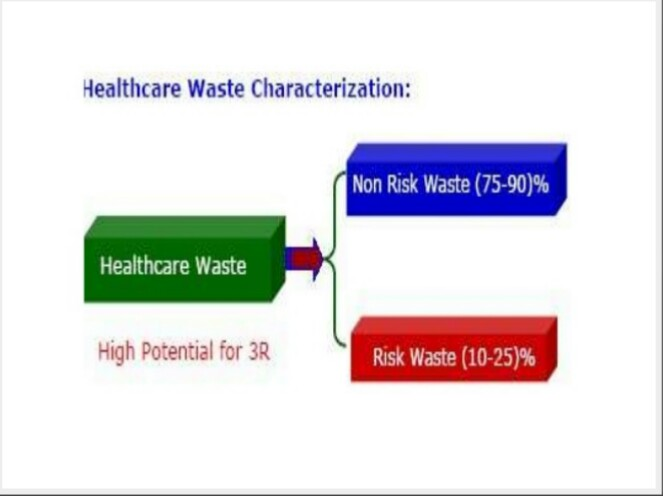 Healthcare Waste Characterization:
Non Risk Waste (75-90)%
Healthcare Waste
High Potential for 3R
Risk Waste (10-25)%